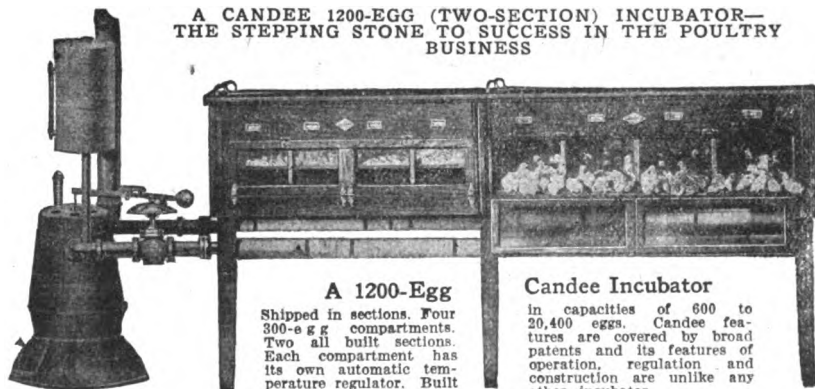 A CANDEE 1200-EGG (TWO-SECTION) INCUBATOR—
THE STEPPING STONE TO SUCCESS IN THE POULTRY
BUSINESS
A 1200-Egg
Shipped in sections. Four
300-e g g compartments.
Two all built sections.
Each compartment has
its own automatic tem-
perature regulator. Built
Candee Incubator
in capacities of 600 to
20,400 eggs. Candee fea-
tures are covered by broad
patents and its features of
operation, regulation and
construction are unlike any